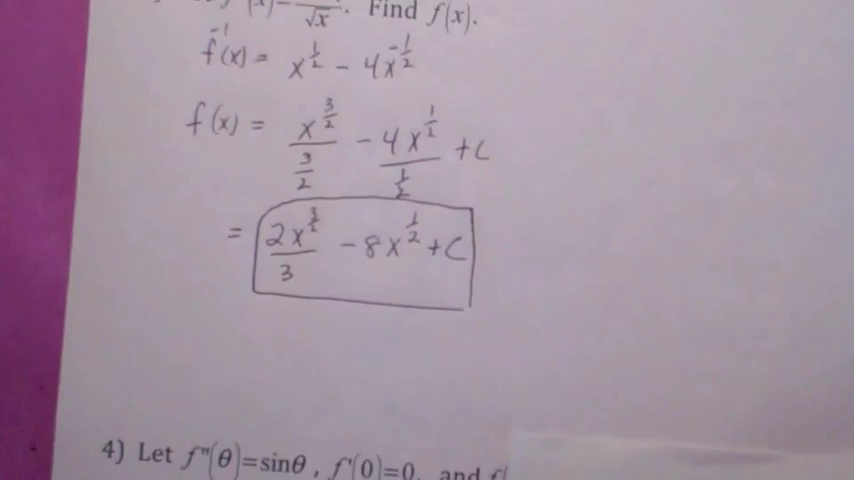 (x)= /√x. Find f(x).
f⁻¹(x) = x^{1/2} - 4x^{-1/2}
f(x) = x^{3/2}/(3/2) - 4x^{1/2}/(1/2) + C
= 2x^{3/2}/3 - 8x^{1/2} + C
4) Let f"(θ)=sinθ, f'(0)=0, and f(